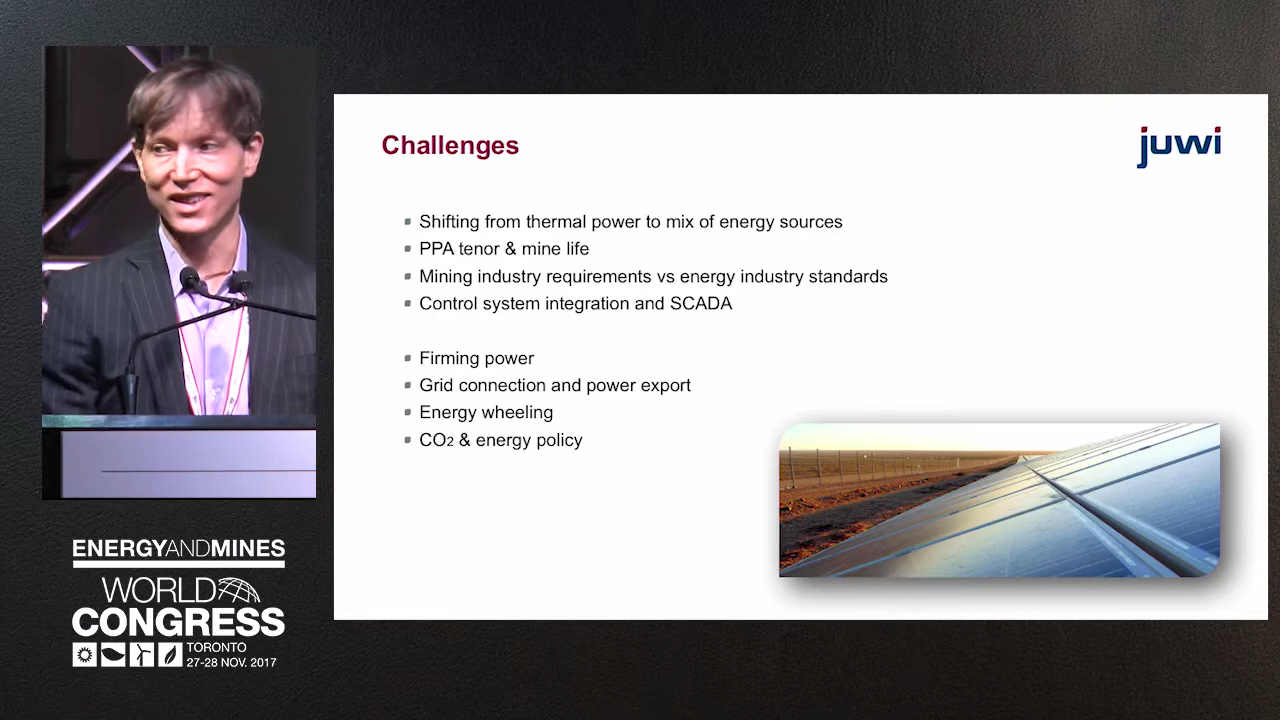 Challenges
juwi
Shifting from thermal power to mix of energy sources
PPA tenor & mine life
Mining industry requirements vs energy industry standards
Control system integration and SCADA
Firming power
Grid connection and power export
Energy wheeling
CO2 & energy policy
ENERGYANDMINES
WORLD
CONGRESS
TORONTO
27-28 NOV. 2017